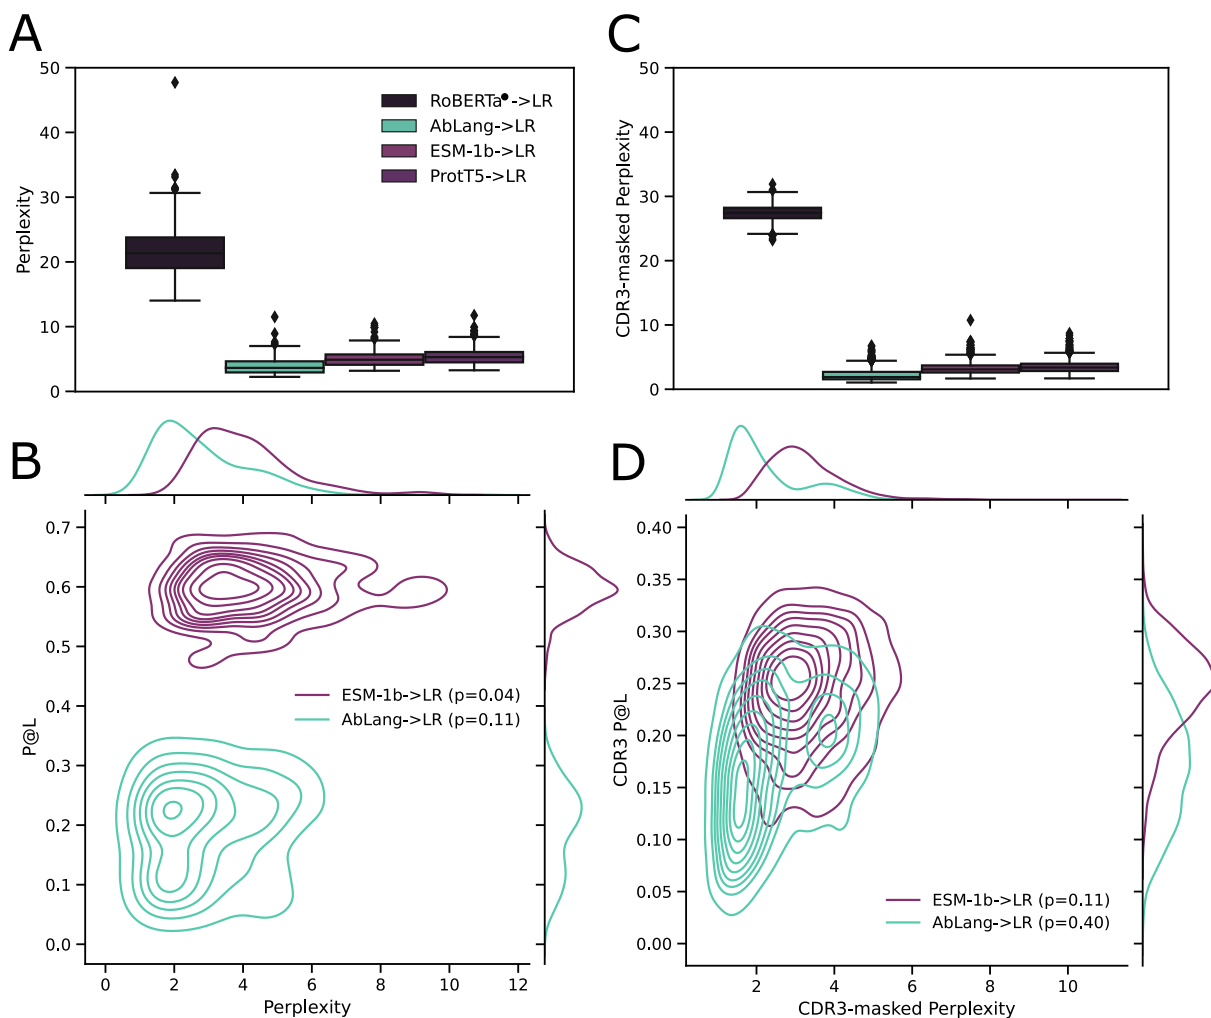 A
50
40
30
20
10
0
Perplexity
RoBERTa•->LR
AbLang->LR
ESM-1b->LR
ProtT5->LR
C
50
40
30
20
10
0
CDR3-masked Perplexity
B
0.7
0.6
0.5
0.4
0.3
0.2
0.1
0.0
P@L
ESM-1b->LR (p=0.04)
AbLang->LR (p=0.11)
0 2 4 6 8 10 12
Perplexity
D
0.40
0.35
0.30
0.25
0.20
0.15
0.10
0.05
0.00
CDR3 P@L
ESM-1b->LR (p=0.11)
AbLang->LR (p=0.40)
2 4 6 8 10
CDR3-masked Perplexity